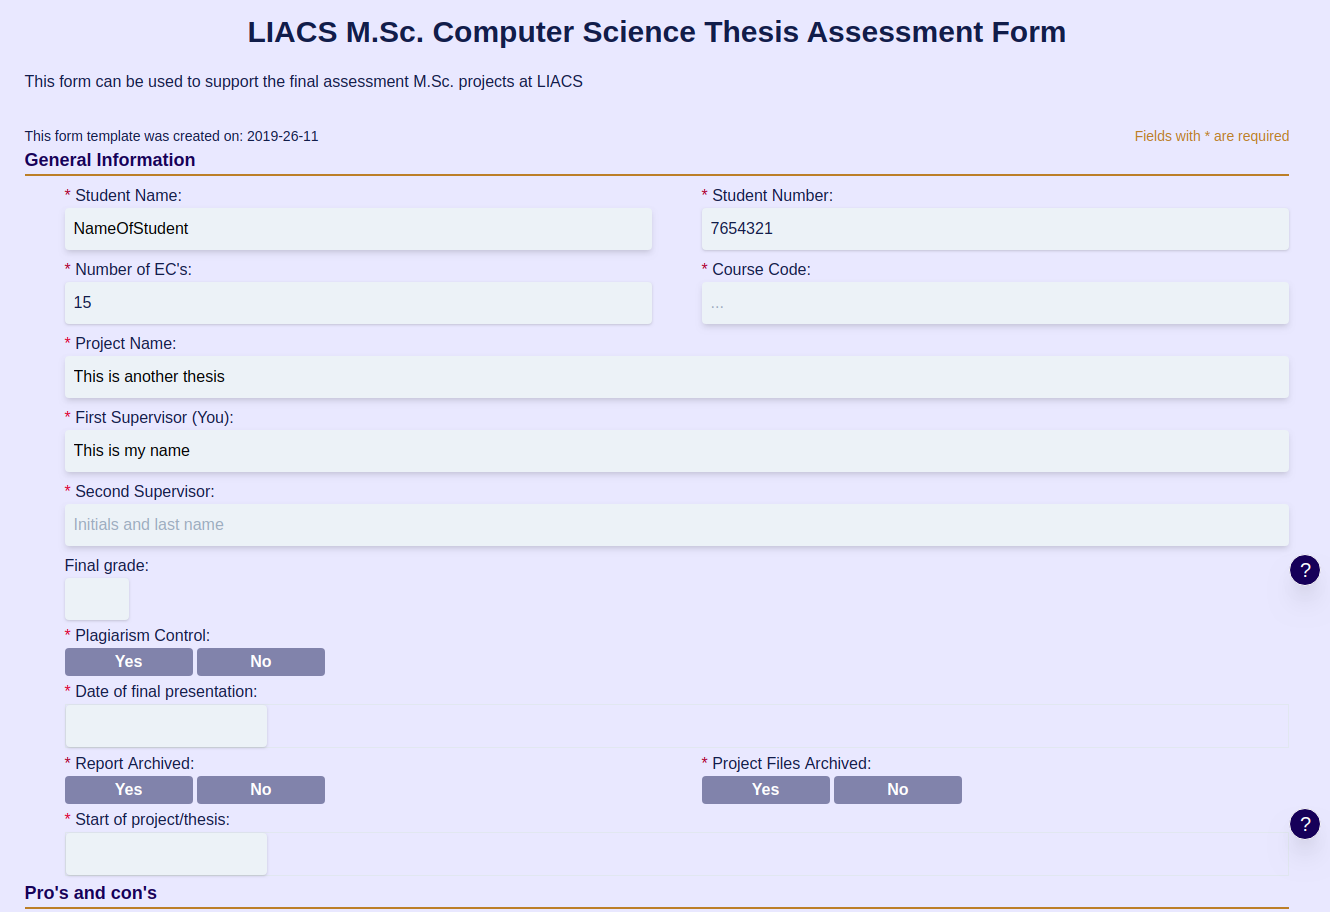 LIACS M.Sc. Computer Science Thesis Assessment Form
This form can be used to support the final assessment M.Sc. projects at LIACS
This form template was created on: 2019-26-11
Fields with * are required
General Information
* Student Name:
* Student Number:
NameOfStudent
7654321
* Number of EC's:
* Course Code:
15
...
* Project Name:
This is another thesis
* First Supervisor (You):
This is my name
* Second Supervisor:
Initials and last name
Final grade:
?
* Plagiarism Control:
Yes
No
* Date of final presentation:
* Report Archived:
* Project Files Archived:
Yes
No
Yes
No
* Start of project/thesis:
?
Pro's and con's